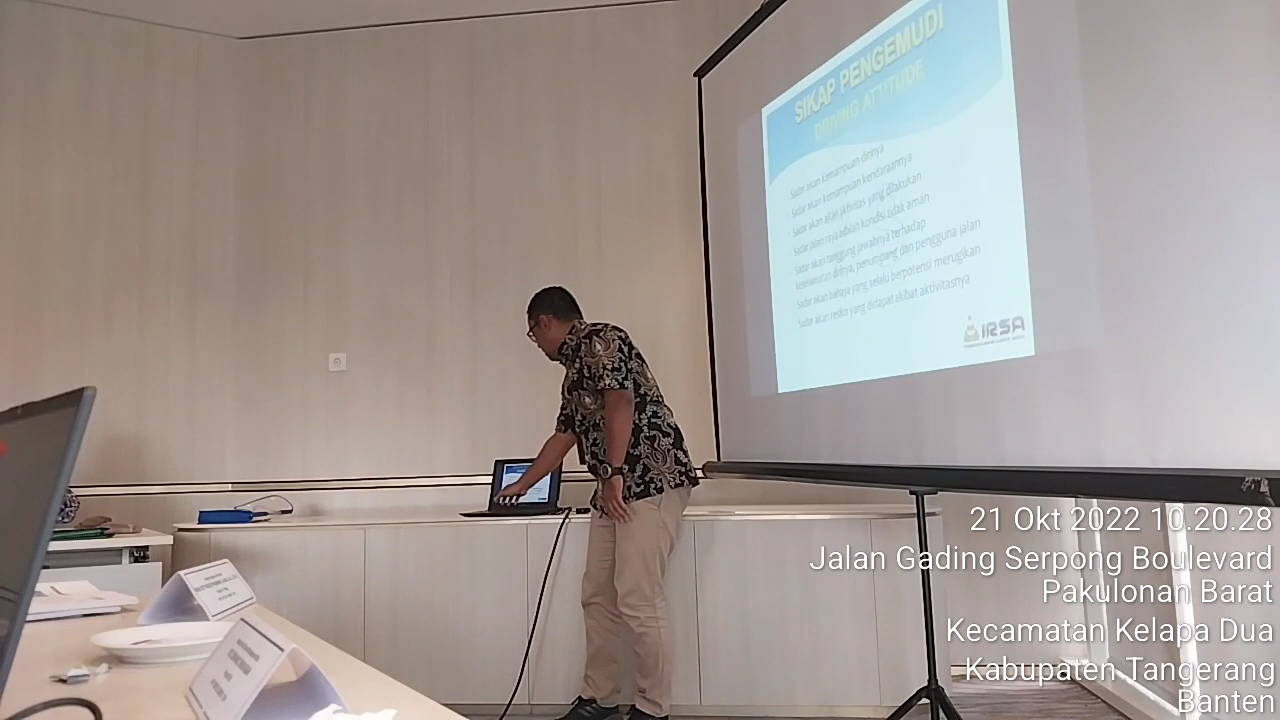 SIKAP PENGEMUDI
DRIVING ATTITUDE
Sadar akan kemampuan dirinya
Sadar akan kemampuan kendaraannya
Sadar akan akan aktivitas yang dilakukan
Sadar jalan raya adalah kondisi tidak aman
Sadar akan tanggung jawabnya terhadap
keselamatan dirinya, penumpang dan pengguna jalan
Sadar akan bahaya yang selalu berpotensi merugikan
Sadar akan resiko yang didapat akibat aktivitasnya
IRSA
21 Okt 2022 10.20.28
Jalan Gading Serpong Boulevard
Pakulonan Barat
Kecamatan Kelapa Dua
Kabupaten Tangerang
Banten